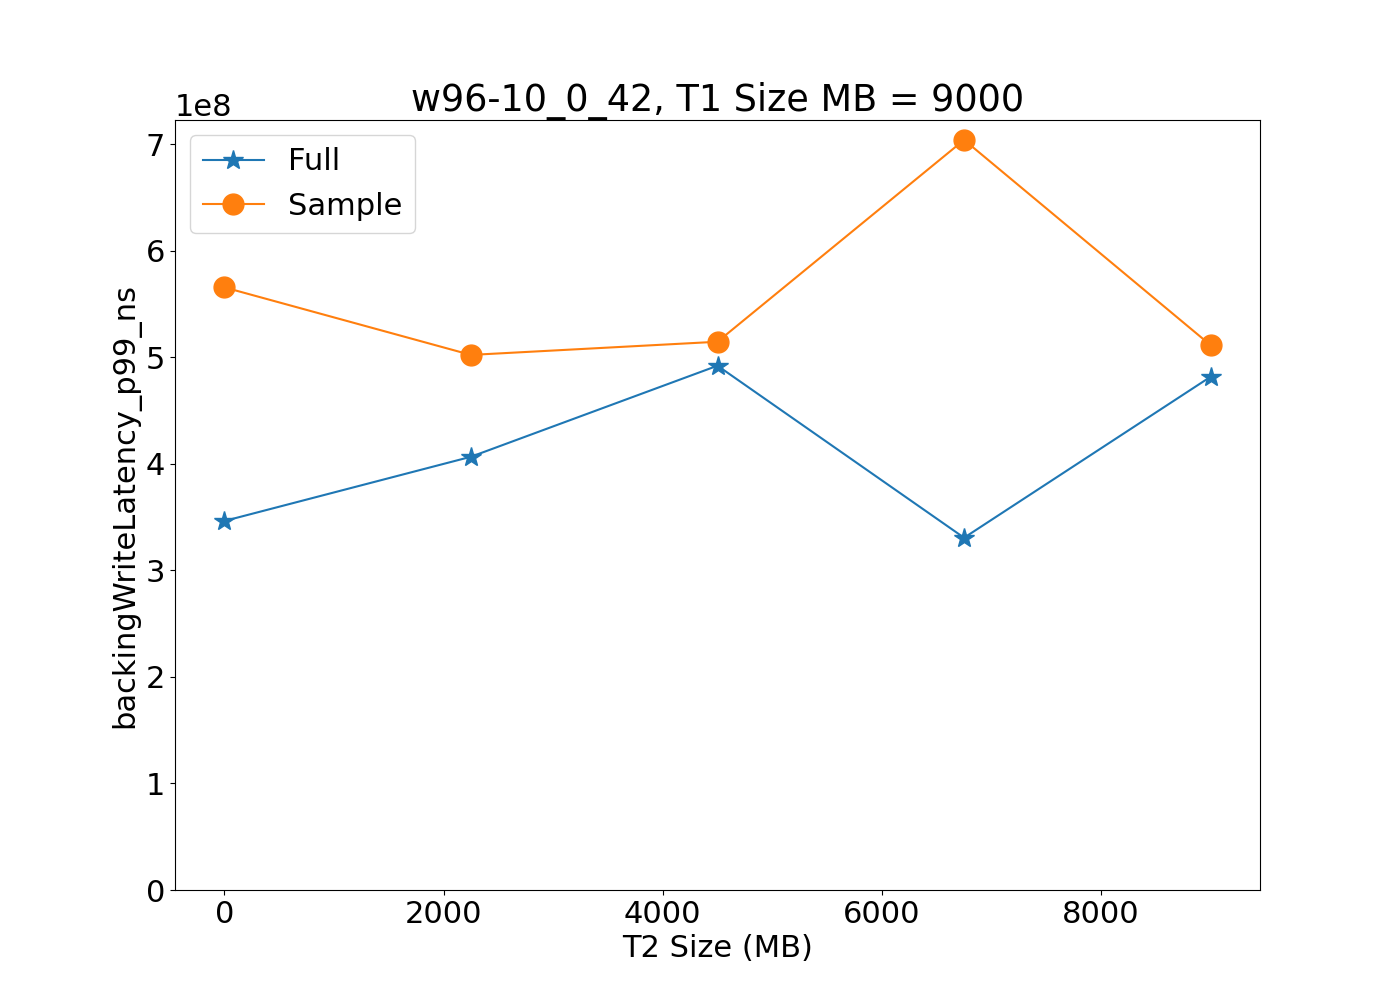 w96-10_0_42, T1 Size MB = 9000
1e8
Full
Sample
7
6
5
4
3
2
1
0
backingWriteLatency_p99_ns
0 2000 4000 6000 8000
T2 Size (MB)